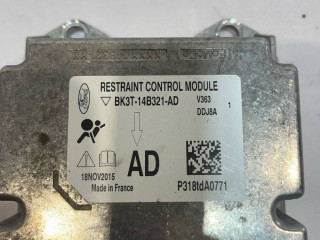 RESTRAINT CONTROL MODULE
BK3T-14B321-AD V363 1
DDJ8A
AD
18NOV2015
Made in France P318tdA0771